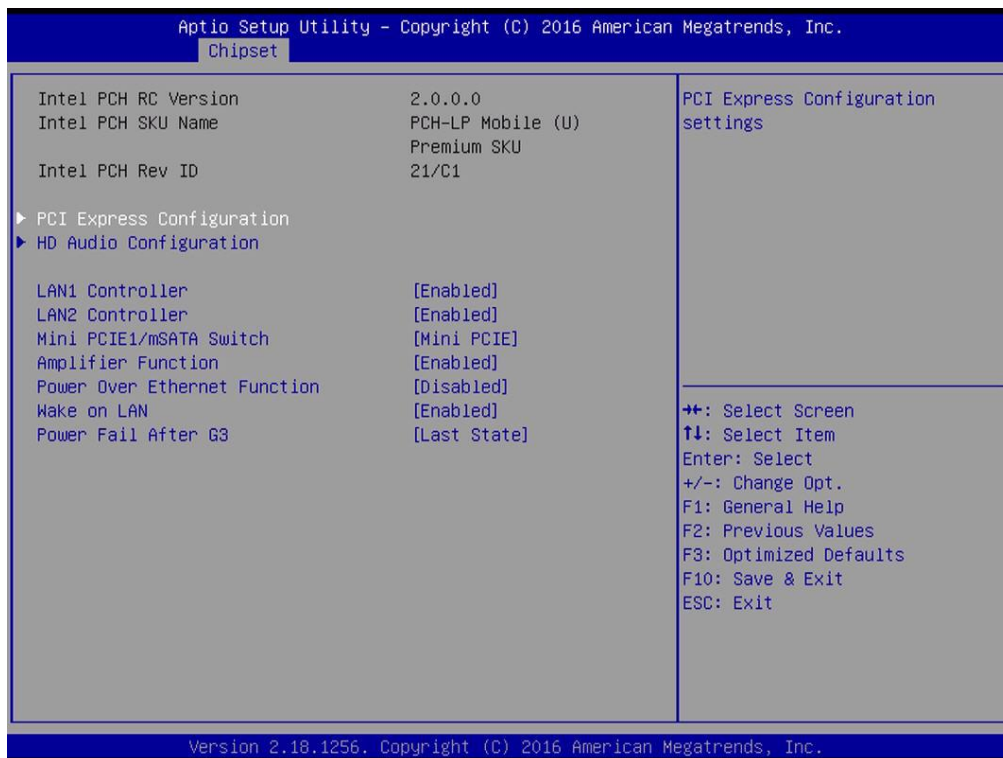 Aptio Setup Utility – Copyright (C) 2016 American Megatrends, Inc.
Chipset
Intel PCH RC Version 2.0.0.0
Intel PCH SKU Name PCH-LP Mobile (U)
Premium SKU
Intel PCH Rev ID 21/C1
▶ PCI Express Configuration
▶ HD Audio Configuration
LAN1 Controller [Enabled]
LAN2 Controller [Enabled]
Mini PCIE1/mSATA Switch [Mini PCIE]
Amplifier Function [Enabled]
Power Over Ethernet Function [Disabled]
Wake on LAN [Enabled]
Power Fail After G3 [Last State]
PCI Express Configuration
settings
→←: Select Screen
↑↓: Select Item
Enter: Select
+/-: Change Opt.
F1: General Help
F2: Previous Values
F3: Optimized Defaults
F10: Save & Exit
ESC: Exit
Version 2.18.1256. Copyright (C) 2016 American Megatrends, Inc.